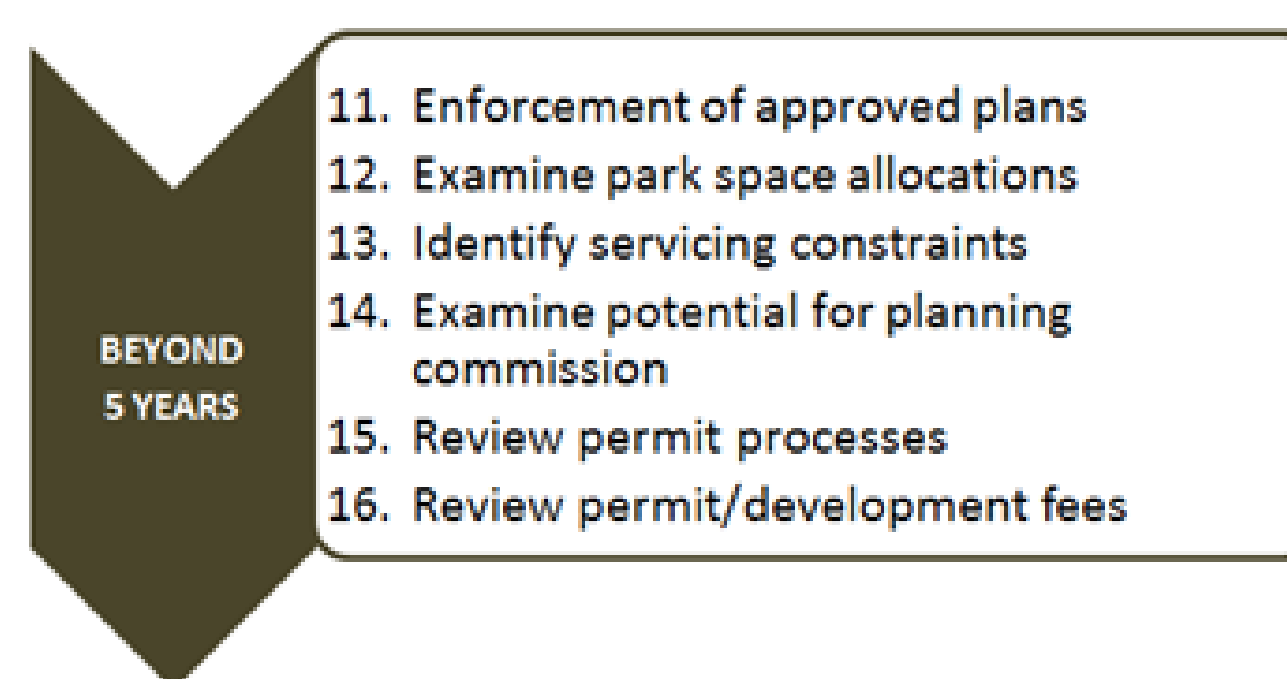 BEYOND
5 YEARS
11. Enforcement of approved plans
12. Examine park space allocations
13. Identify servicing constraints
14. Examine potential for planning
commission
15. Review permit processes
16. Review permit/development fees